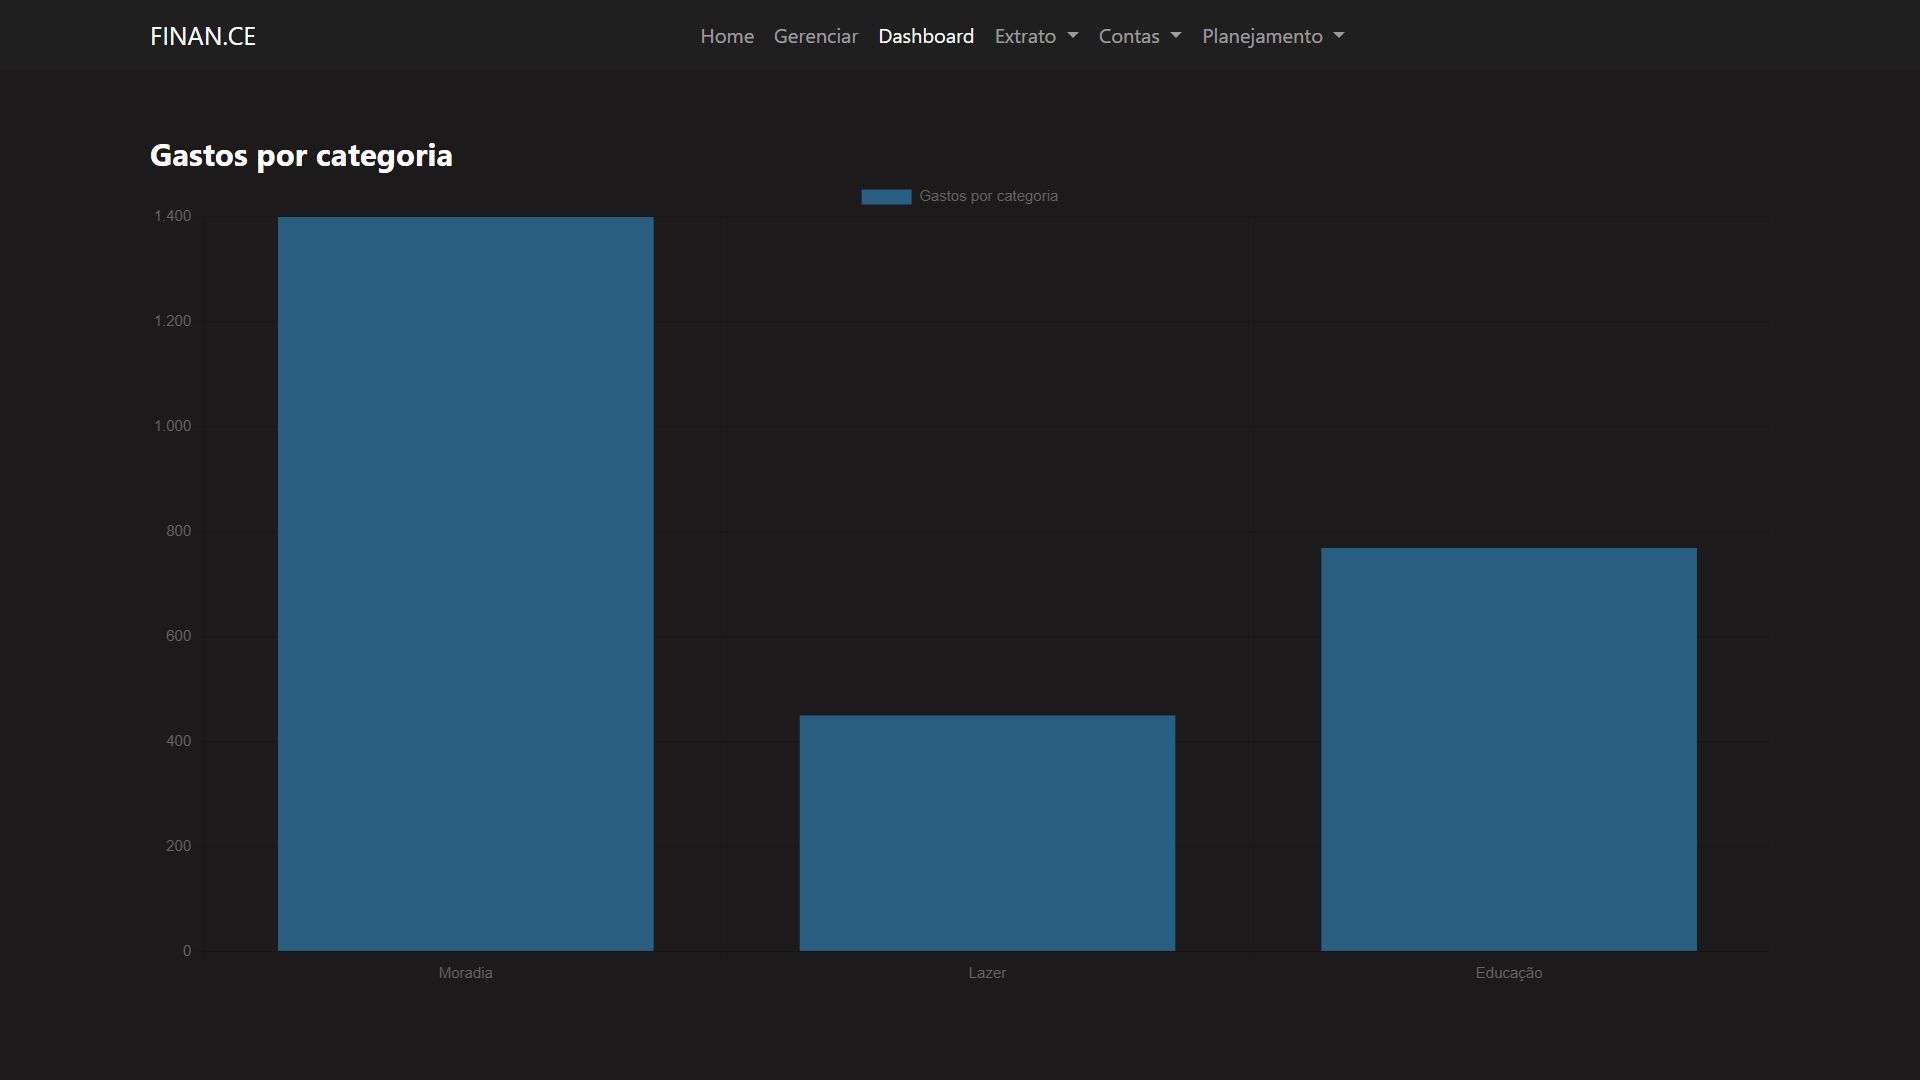 FINAN.CE
Home Gerenciar Dashboard Extrato Contas Planejamento
Gastos por categoria
Gastos por categoria
1.400
1.200
1.000
800
600
400
200
0
Moradia Lazer Educação